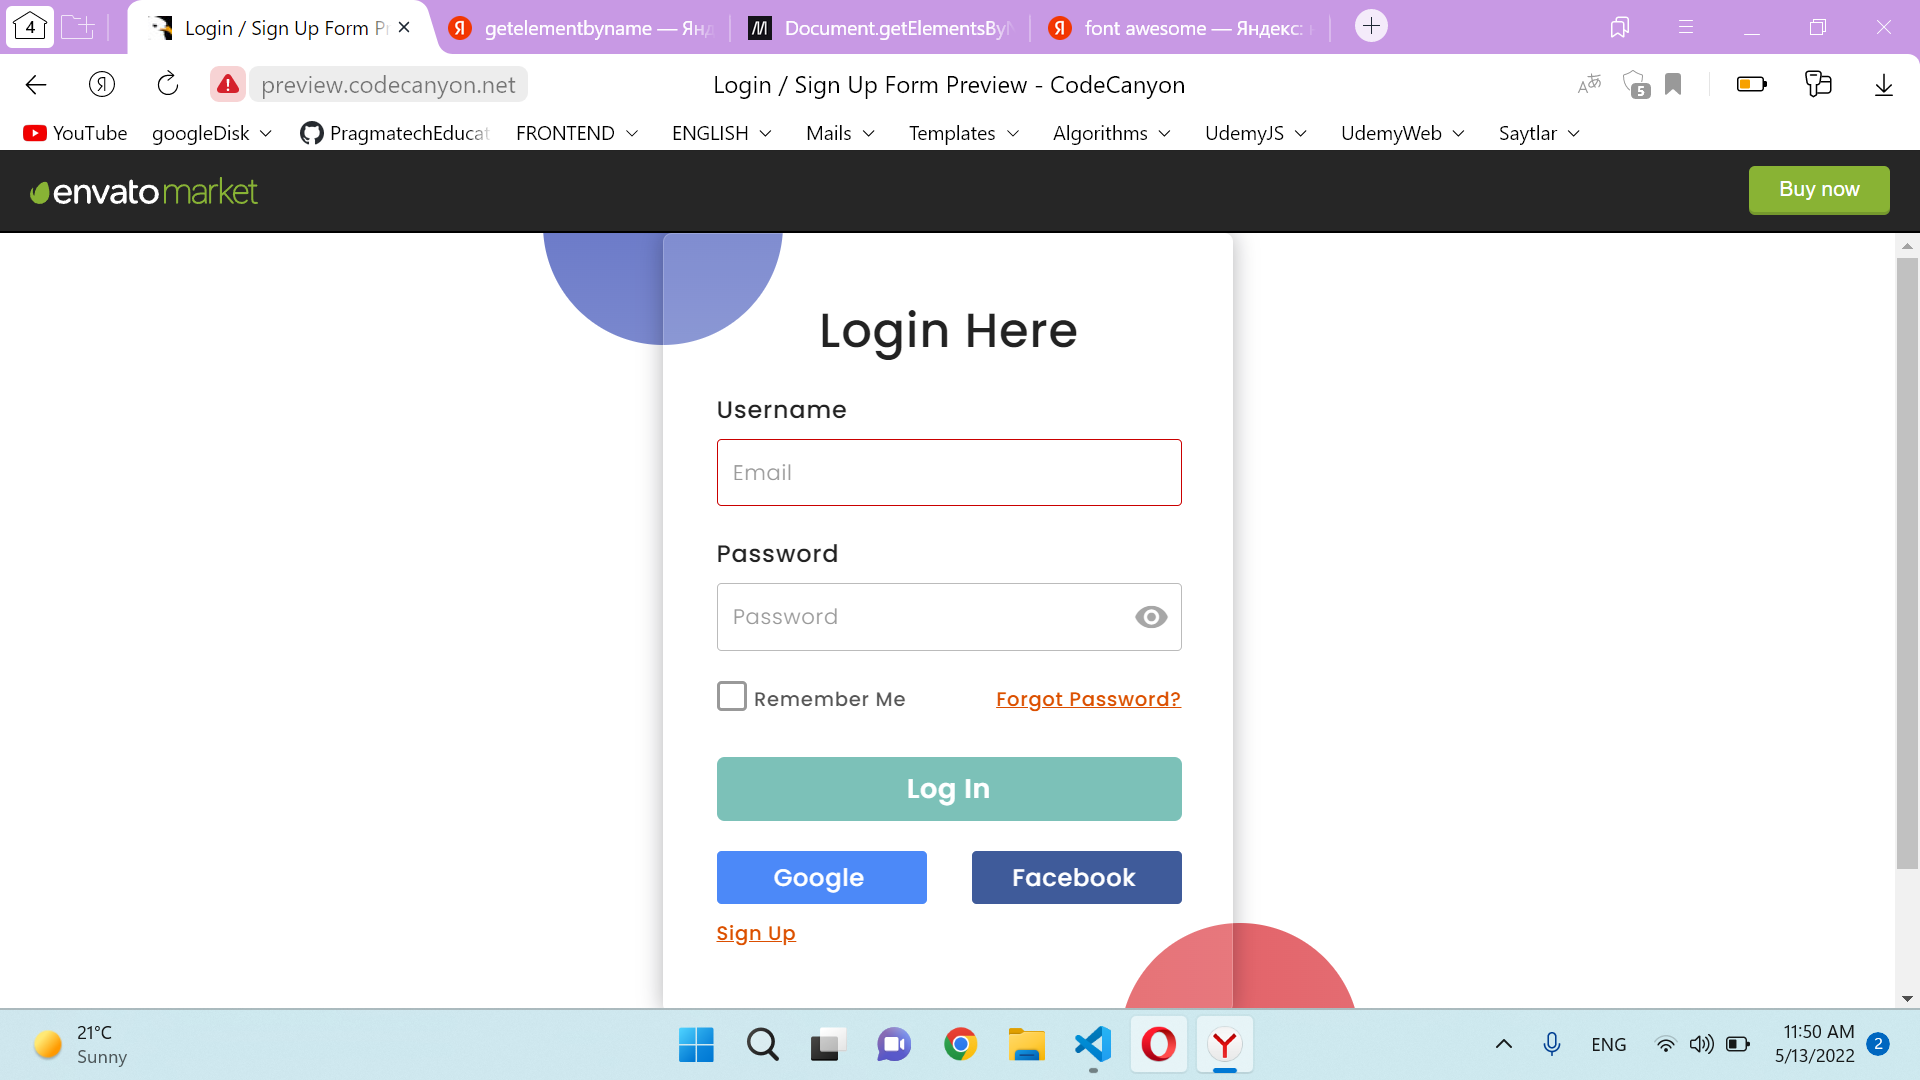 4
Login / Sign Up Form Pr
getelementbyname — Янд
Document.getElementsByN
font awesome — Яндекс:
preview.codecanyon.net
Login / Sign Up Form Preview - CodeCanyon
5
YouTube
googleDisk
PragmatechEducat
FRONTEND
ENGLISH
Mails
Templates
Algorithms
UdemyJS
UdemyWeb
Saytlar
envatomarket
Buy now
Login Here
Username
Email
Password
Password
Remember Me
Forgot Password?
Log In
Google
Facebook
Sign Up
21°C
Sunny
ENG
11:50 AM
5/13/2022
2